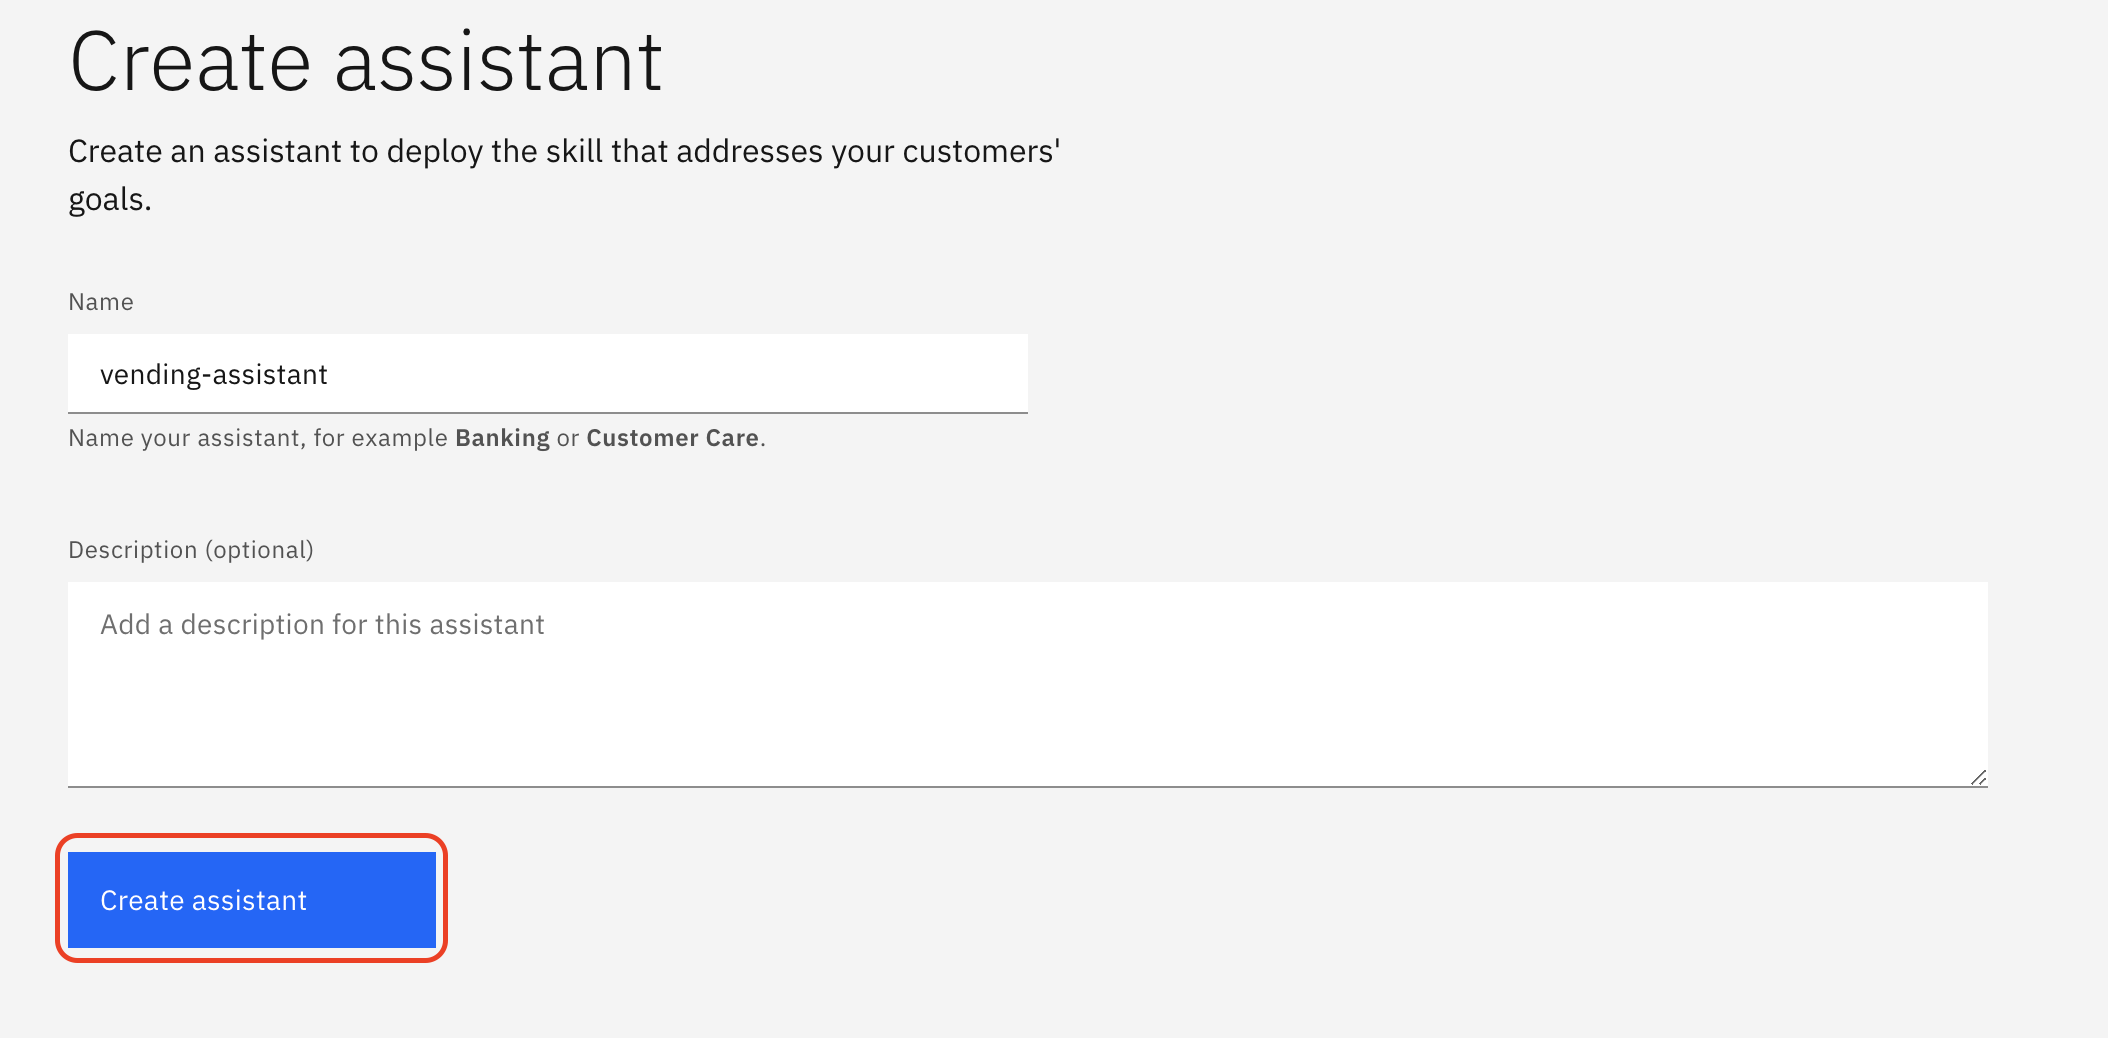 Create assistant
Create an assistant to deploy the skill that addresses your customers'
goals.
Name
vending-assistant
Name your assistant, for example Banking or Customer Care.
Description (optional)
Add a description for this assistant
Create assistant